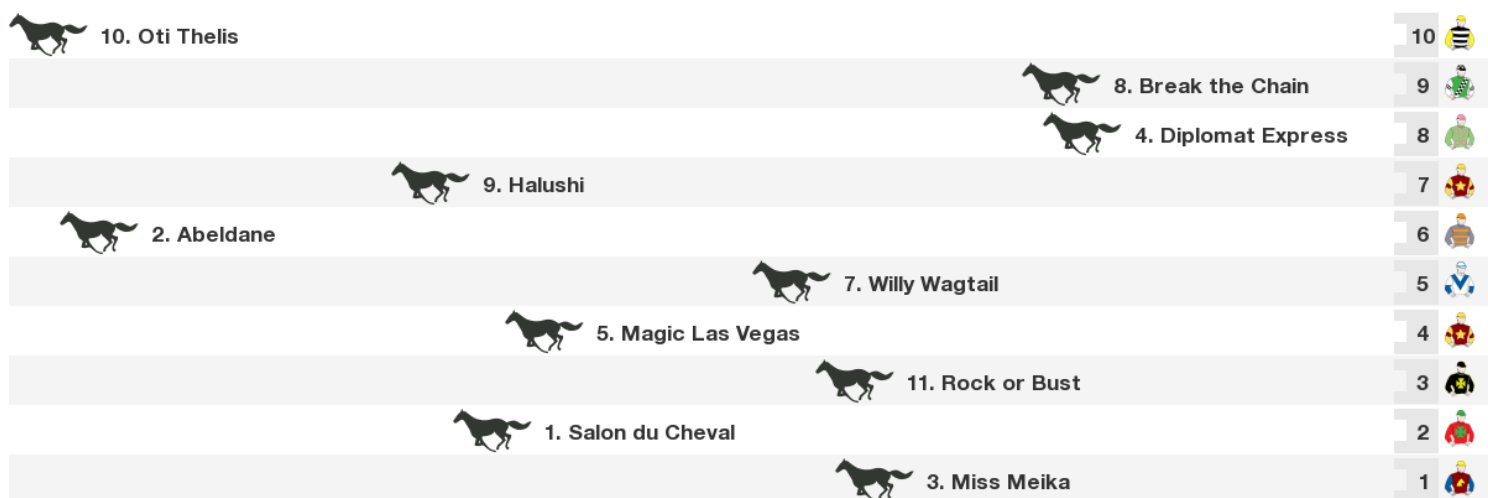 10. Oti Thelis 10
8. Break the Chain 9
4. Diplomat Express 8
9. Halushi 7
2. Abeldane 6
7. Willy Wagtail 5
5. Magic Las Vegas 4
11. Rock or Bust 3
1. Salon du Cheval 2
3. Miss Meika 1